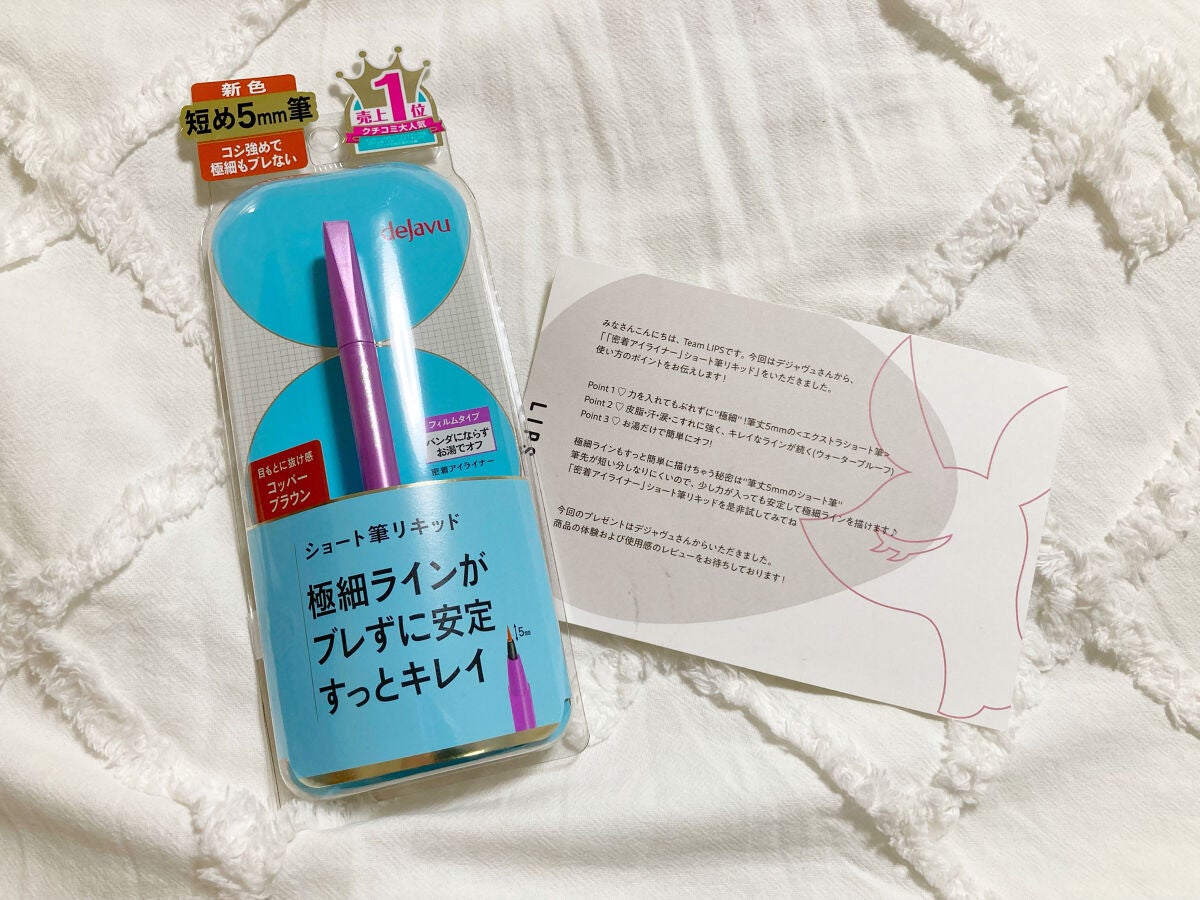 新色
短め5mm筆
コシ強めで
極細もブレない
1
売上 位
クチコミ大人気
dejavu
フィルムタイプ
パンダにならず
お湯でオフ
密着アイライナー
目もとに抜け感
コッパー
ブラウン
ショート筆リキッド
極細ラインが
ブレずに安定
すっとキレイ
5mm
LIPS
みなさんこんにちは、Team LIPSです。今回はデジャヴュさんから、
「「密着アイライナー」ショート筆リキッド」をいただきました。
使い方のポイントをお伝えします!
Point 1 ♡ 力を入れてもぶれずに"極細"!筆丈5mmの<エクストラショート筆>
Point 2 ♡ 皮脂・汗・涙・こすれに強く、キレイなラインが続く(ウォータープルーフ)
Point 3 ♡ お湯だけで簡単にオフ!
極細ラインもすっと簡単に描けちゃう秘密は"筆丈5mmのショート筆"
筆先が短い分しなりにくいので、少し力が入っても安定して極細ラインを描けます♪
「密着アイライナー」ショート筆リキッドを是非試してみてね
今回のプレゼントはデジャヴュさんからいただきました。
商品の体験および使用感のレビューをお待ちしております!